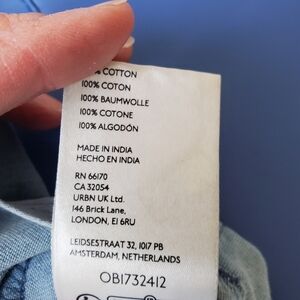 % COTTON
100% COTON
100% BAUMWOLLE
100% COTONE
100% ALGODÓN
MADE IN INDIA
HECHO EN INDIA
RN 66170
CA 32054
URBN UK Ltd.
146 Brick Lane,
LONDON, E1 6RU
LEIDSESTRAAT 32, 1017 PB
AMSTERDAM, NETHERLANDS
OB1732412